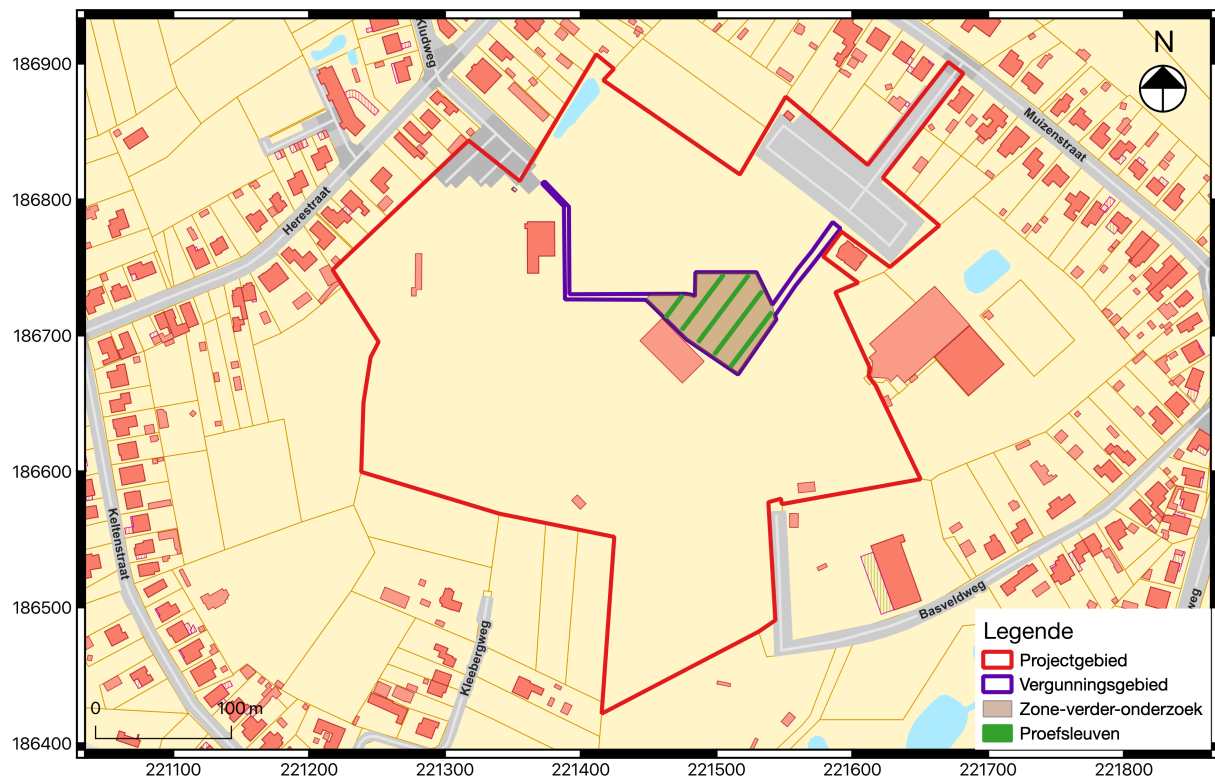 186900
186800
186700
186600
186500
186400
221100
221200
221300
221400
221500
221600
221700
221800
N
Kludweg
Herestraat
Muizenstraat
Keltenstraat
Kleebergweg
Basveldweg
weg
0
100 m
Legende
Projectgebied
Vergunningsgebied
Zone-verder-onderzoek
Proefsleuven